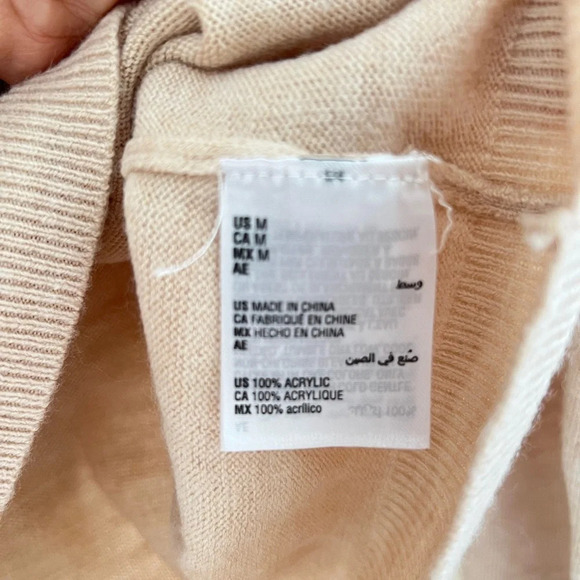 US M
CA M
MX M
AE
وسط
US MADE IN CHINA
CA FABRIQUÉ EN CHINE
MX HECHO EN CHINA
AE
صُنع في الصين
US 100% ACRYLIC
CA 100% ACRYLIQUE
MX 100% acrílico